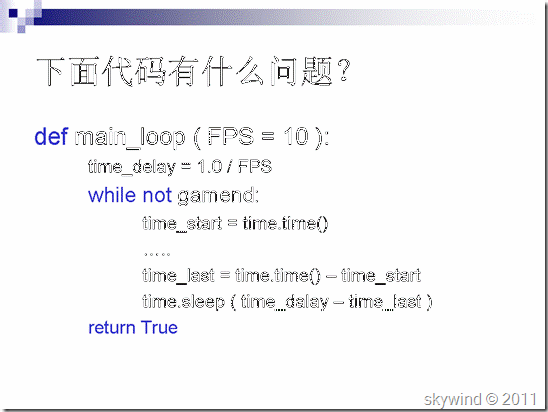 下面代码有什么问题？
def main_loop ( FPS = 10 ):
time_delay = 1.0 / FPS
while not gamend:
time_start = time.time()
.....
time_last = time.time() – time_start
time.sleep ( time_dalay – time_last )
return True
skywind © 2011